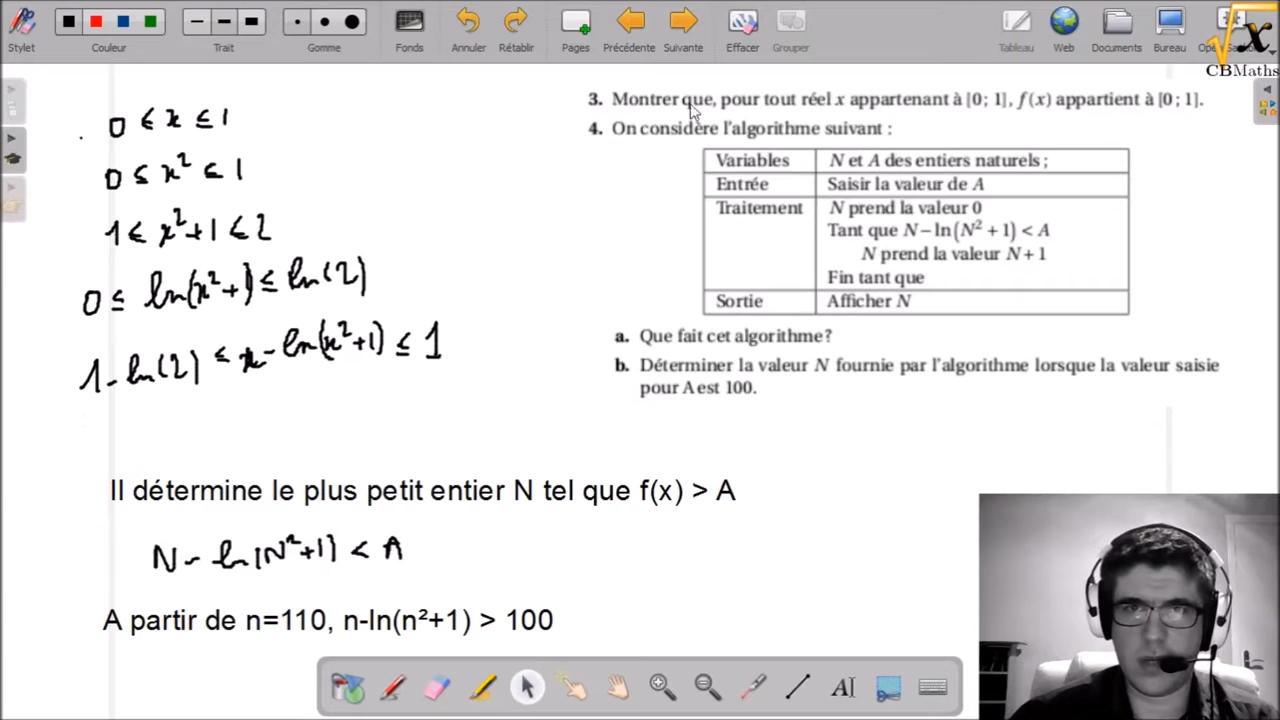 Stylet
Couleur
Trait
Gomme
Fonds
Annuler
Rétablir
Pages
Précédente
Suivante
Effacer
Grouper
Tableau
Web
Documents
Bureau
x
CBMaths
0 ≤ x ≤ 1
0 ≤ x² ≤ 1
1 ≤ x²+1 ≤ 2
0 ≤ ln(x²+1) ≤ ln(2)
1-ln(2) ≤ x-ln(x²+1) ≤ 1
3. Montrer que, pour tout réel x appartenant à [0; 1], f(x) appartient à [0; 1].
4. On considère l'algorithme suivant :
Variables N et A des entiers naturels;
Entrée Saisir la valeur de A
Traitement N prend la valeur 0
Tant que N – ln(N² + 1) < A
N prend la valeur N + 1
Fin tant que
Sortie Afficher N
a. Que fait cet algorithme?
b. Déterminer la valeur N fournie par l'algorithme lorsque la valeur saisie
pour A est 100.
Il détermine le plus petit entier N tel que f(x) > A
N - ln(N²+1) < A
A partir de n=110, n-ln(n²+1) > 100